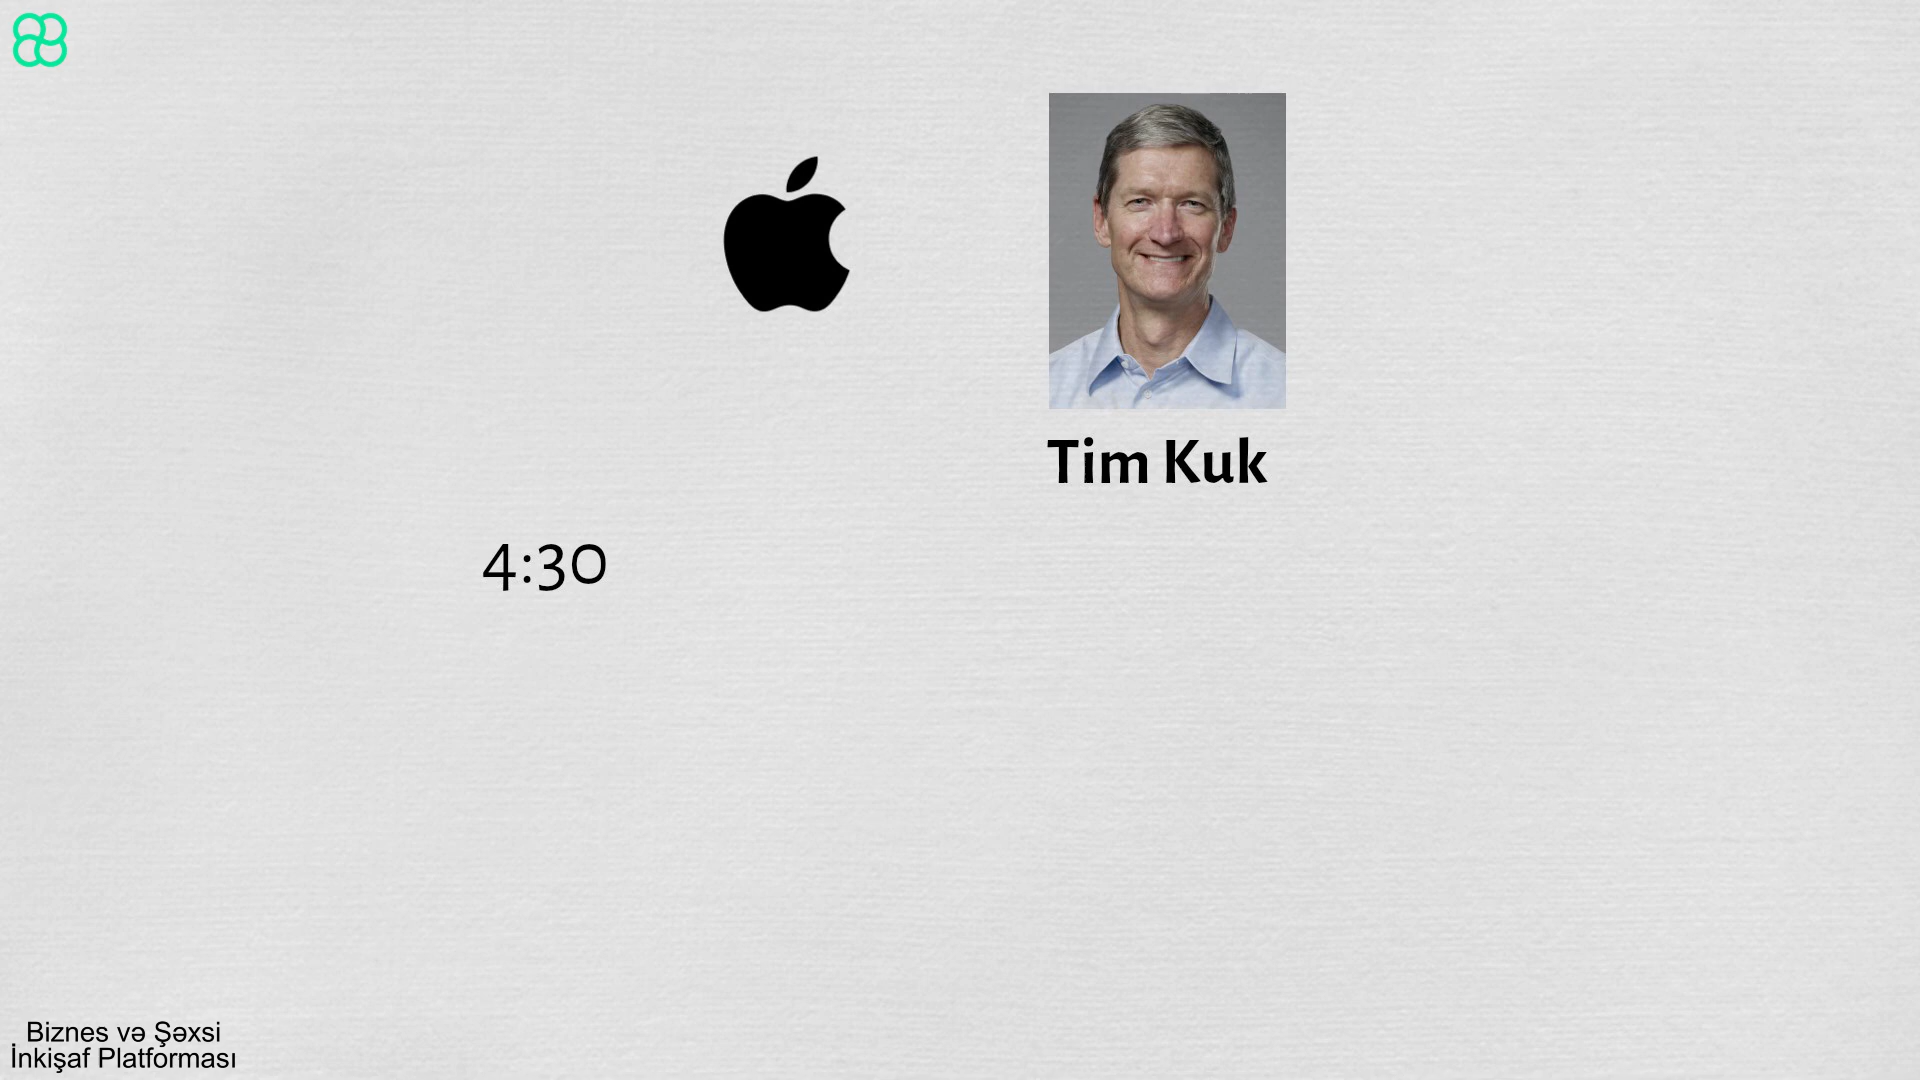 Tim Kuk
4:30
Biznes və Şəxsi
İnkişaf Platforması